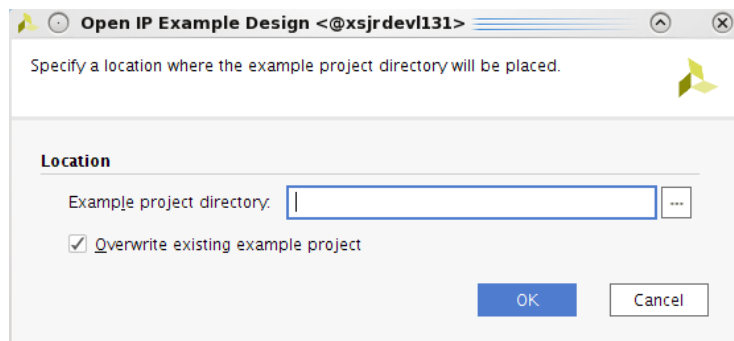 Open IP Example Design <@xsjrdevl131>
Specify a location where the example project directory will be placed.
Location
Example project directory: ...
Overwrite existing example project
OK Cancel